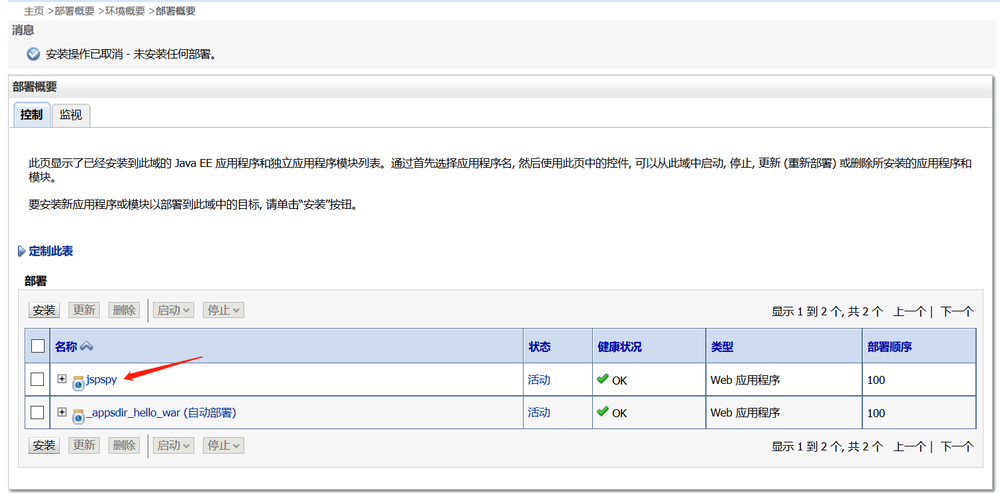 主页 >部署概要 >环境概要 >部署概要
消息
安装操作已取消 - 未安装任何部署。
部署概要
控制 监视
此页显示了已经安装到此域的 Java EE 应用程序和独立应用程序模块列表。通过首先选择应用程序名, 然后使用此页中的控件, 可以从此域中启动, 停止, 更新 (重新部署) 或删除所安装的应用程序和
模块。
要安装新应用程序或模块以部署到此域中的目标, 请单击“安装”按钮。
定制此表
部署
安装 更新 删除 启动 停止 显示 1 到 2 个, 共 2 个 上一个 | 下一个
名称 状态 健康状况 类型 部署顺序
jspspy 活动 OK Web 应用程序 100
_appsdir_hello_war (自动部署) 活动 OK Web 应用程序 100
安装 更新 删除 启动 停止 显示 1 到 2 个, 共 2 个 上一个 | 下一个